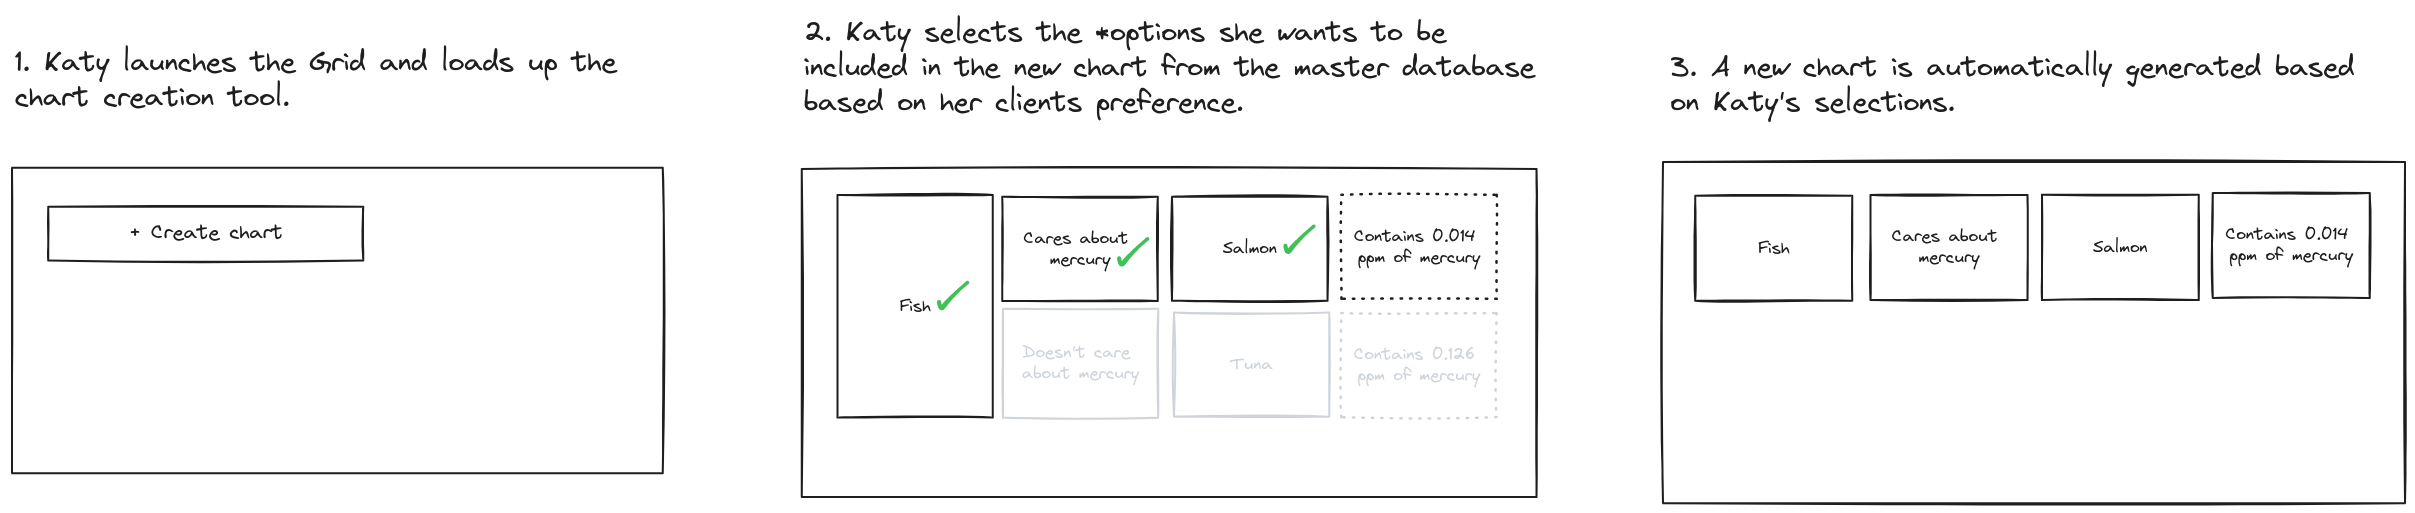 1. Katy launches the Grid and loads up the
chart creation tool.
+ Create chart
2. Katy selects the *options she wants to be
included in the new chart from the master database
based on her clients preference.
Fish
Cares about
mercury
Salmon
Contains 0.014
ppm of mercury
Doesn't care
about mercury
Tuna
Contains 0.126
ppm of mercury
3. A new chart is automatically generated based
on Katy's selections.
Fish
Cares about
mercury
Salmon
Contains 0.014
ppm of mercury